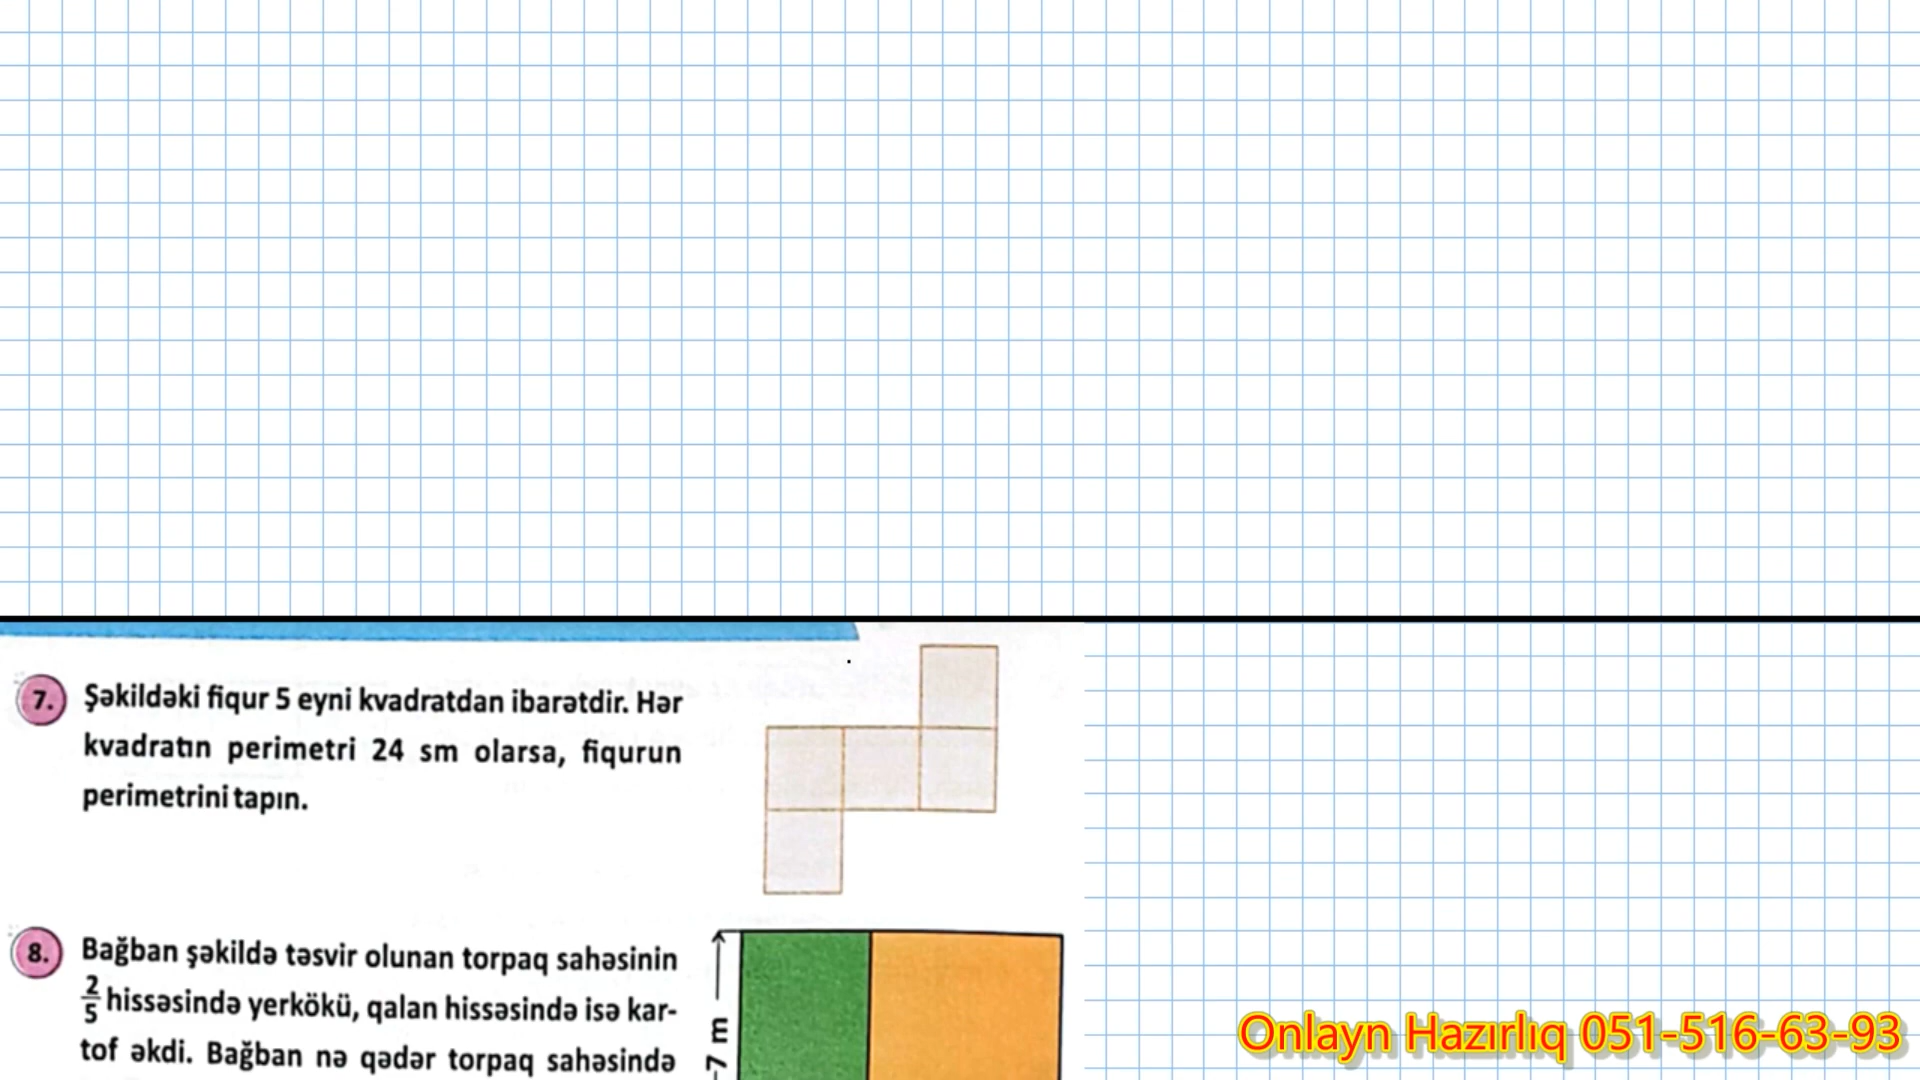 7. Şəkildəki fiqur 5 eyni kvadratdan ibarətdir. Hər
kvadratın perimetri 24 sm olarsa, fiqurun
perimetrini tapın.
8. Bağban şəkildə təsvir olunan torpaq sahəsinin
2/5 hissəsində yerkökü, qalan hissəsində isə kar-
tof əkdi. Bağban nə qədər torpaq sahəsində
7 m
Onlayn Hazırlıq 051-516-63-93